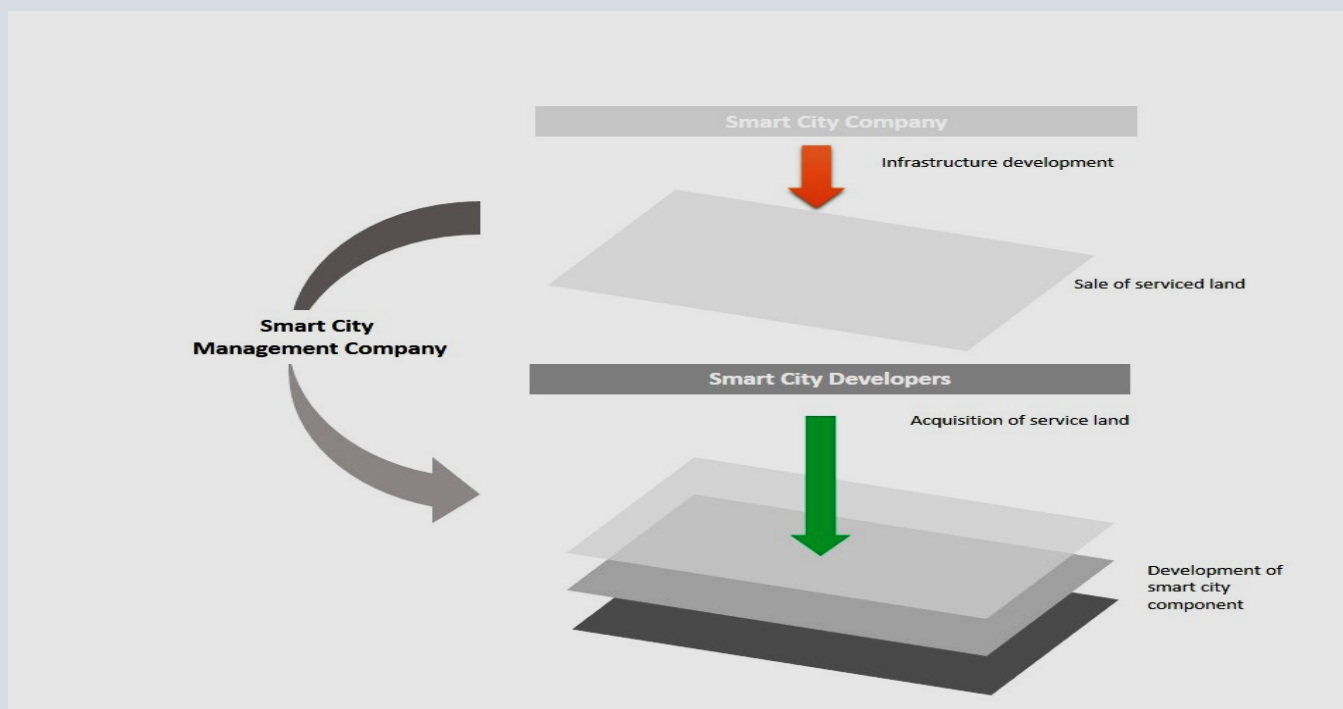 Smart City Company
Infrastructure development
Sale of serviced land
Smart City
Management Company
Smart City Developers
Acquisition of service land
Development of
smart city
component